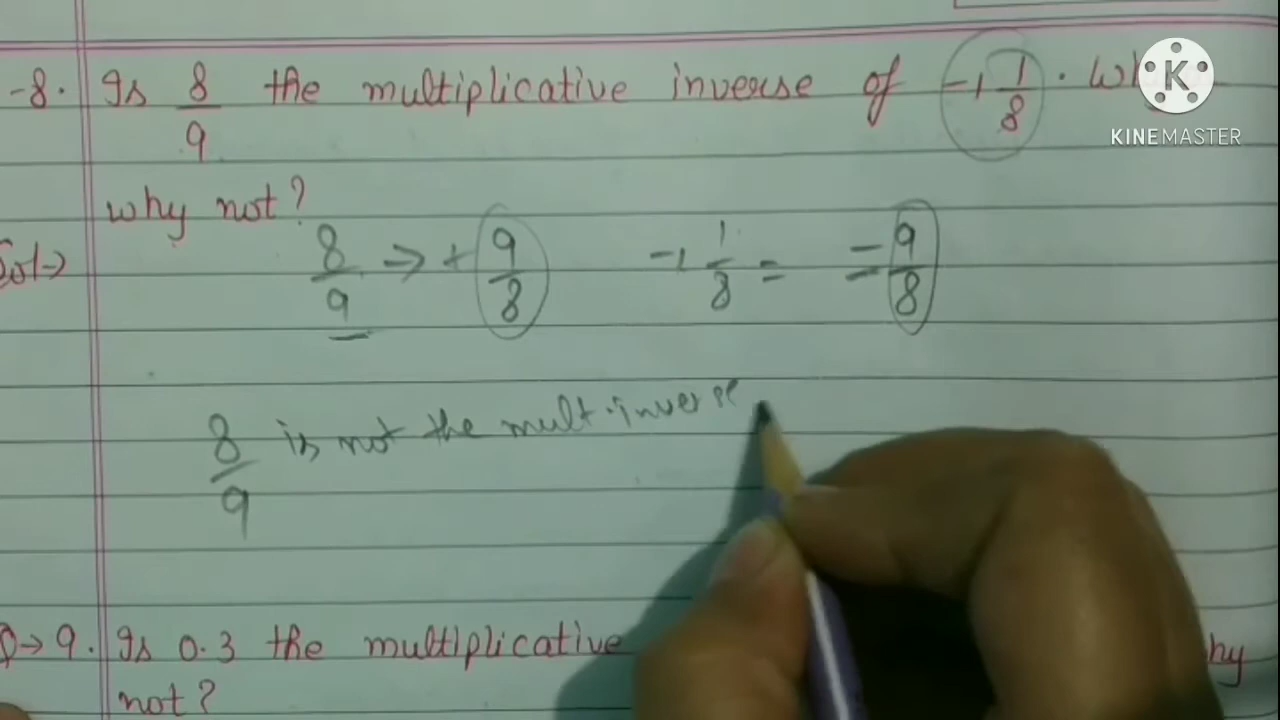 -8. Is 8/9 the multiplicative inverse of -1 1/8.
why not?
Sol→ 8/9 → + 9/8 -1 1/8 = = -9/8
8/9 is not the mult. inverse
Q→ 9. Is 0.3 the multiplicative
not?
K
KINEMASTER